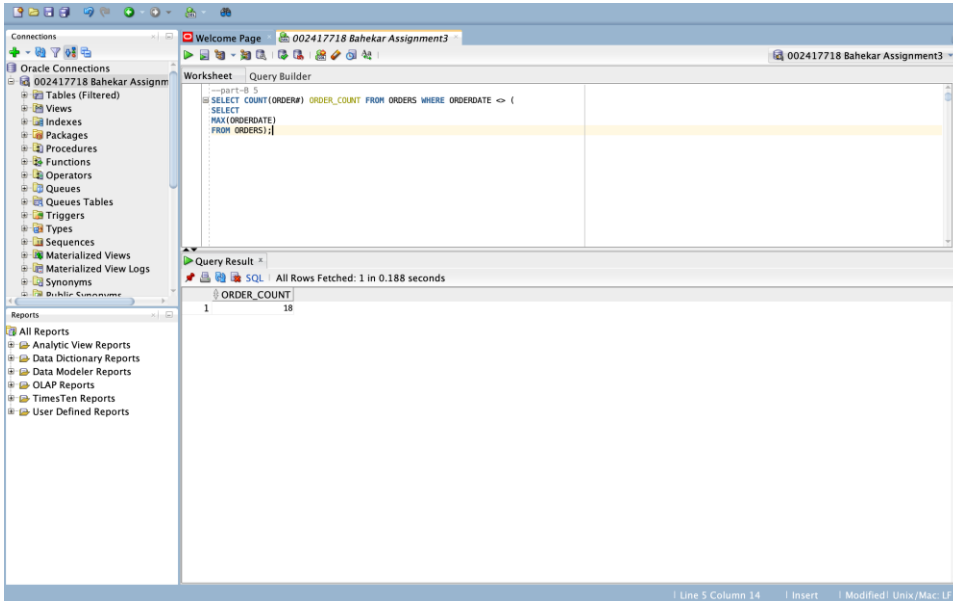 Connections
Welcome Page
002417718 Bahekar Assignment3
002417718 Bahekar Assignment3
Oracle Connections
002417718 Bahekar Assignm
Tables (Filtered)
Views
Indexes
Packages
Procedures
Functions
Operators
Queues
Queues Tables
Triggers
Types
Sequences
Materialized Views
Materialized View Logs
Synonyms
Public Synonyms
Worksheet Query Builder
--part-B 5
SELECT COUNT(ORDER#) ORDER_COUNT FROM ORDERS WHERE ORDERDATE <> (
SELECT
MAX(ORDERDATE)
FROM ORDERS);
Query Result
SQL | All Rows Fetched: 1 in 0.188 seconds
ORDER_COUNT
1 18
Reports
All Reports
Analytic View Reports
Data Dictionary Reports
Data Modeler Reports
OLAP Reports
TimesTen Reports
User Defined Reports
Line 5 Column 14 | Insert | Modified | Unix/Mac: LF